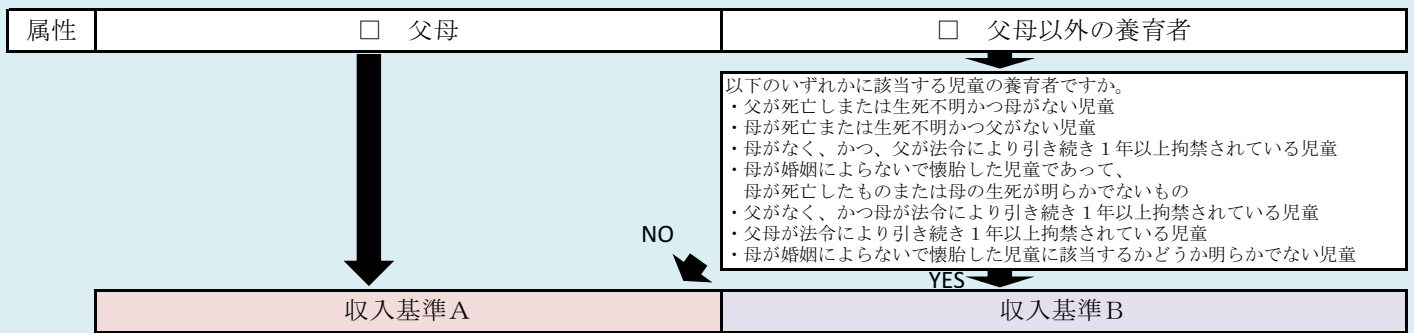 属性
□ 父母
□ 父母以外の養育者
以下のいずれかに該当する児童の養育者ですか。
・父が死亡しまたは生死不明かつ母がない児童
・母が死亡または生死不明かつ父がない児童
・母がなく、かつ、父が法令により引き続き１年以上拘禁されている児童
・母が婚姻によらないで懐胎した児童であって、
母が死亡したものまたは母の生死が明らかでないもの
・父がなく、かつ母が法令により引き続き１年以上拘禁されている児童
・父母が法令により引き続き１年以上拘禁されている児童
・母が婚姻によらないで懐胎した児童に該当するかどうか明らかでない児童
NO
YES
収入基準Ａ
収入基準Ｂ